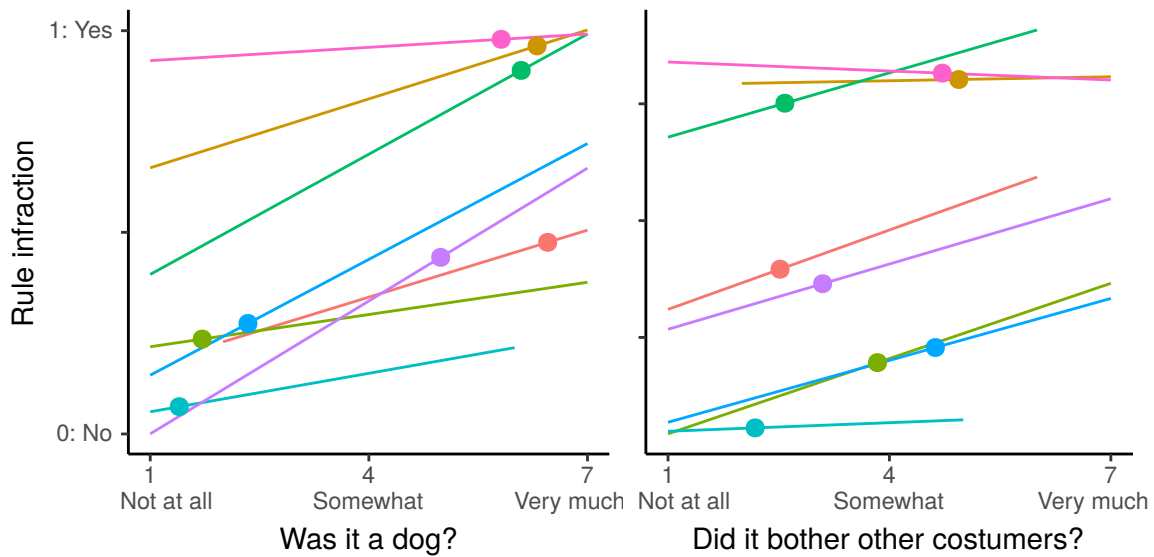 1: Yes
Rule infraction
0: No
1 4 7
Not at all Somewhat Very much
Was it a dog?
1 4 7
Not at all Somewhat Very much
Did it bother other costumers?